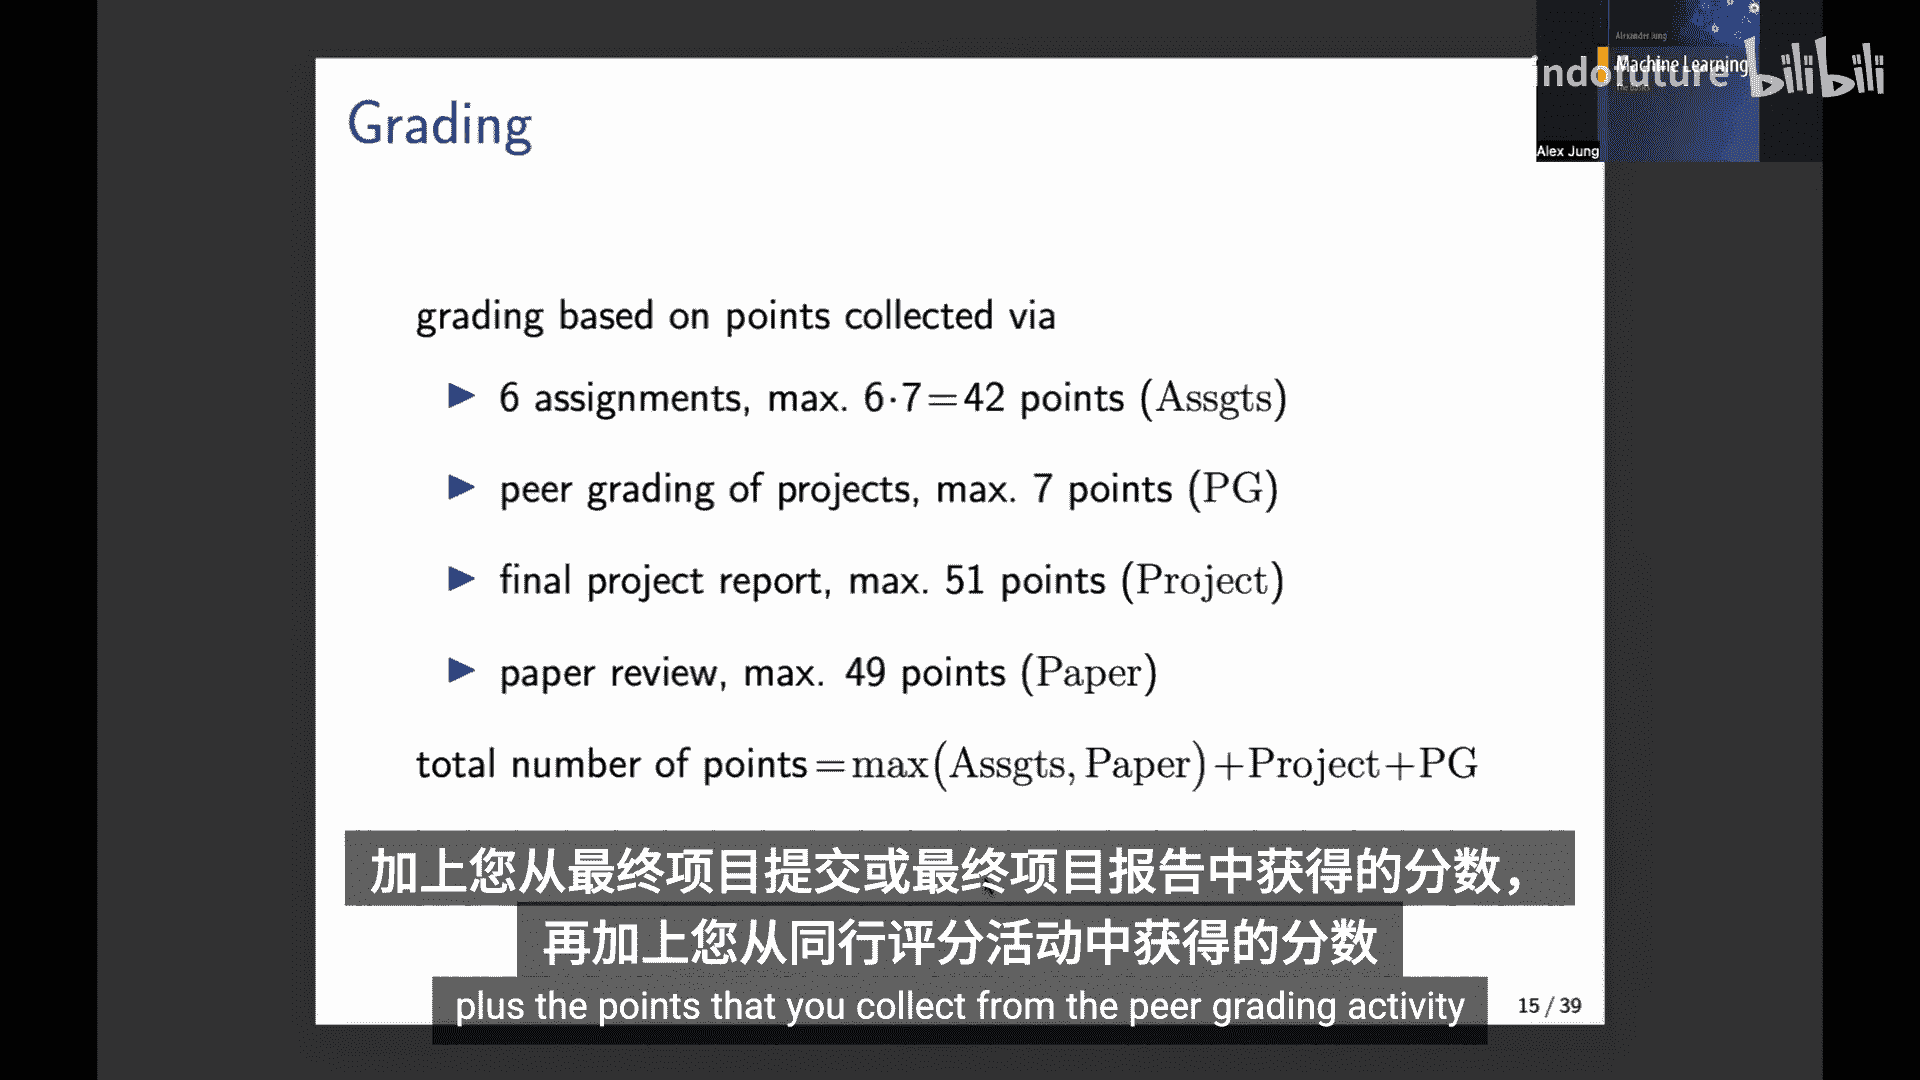 Alexander Jung
Machine Learning
indofuture bilibili
Alex Jung
Grading
grading based on points collected via
6 assignments, max. 6·7=42 points (Assgts)
peer grading of projects, max. 7 points (PG)
final project report, max. 51 points (Project)
paper review, max. 49 points (Paper)
total number of points=max(Assgts, Paper)+Project+PG
加上您从最终项目提交或最终项目报告中获得的分数，
再加上您从同行评分活动中获得的分数
plus the points that you collect from the peer grading activity
15 / 39